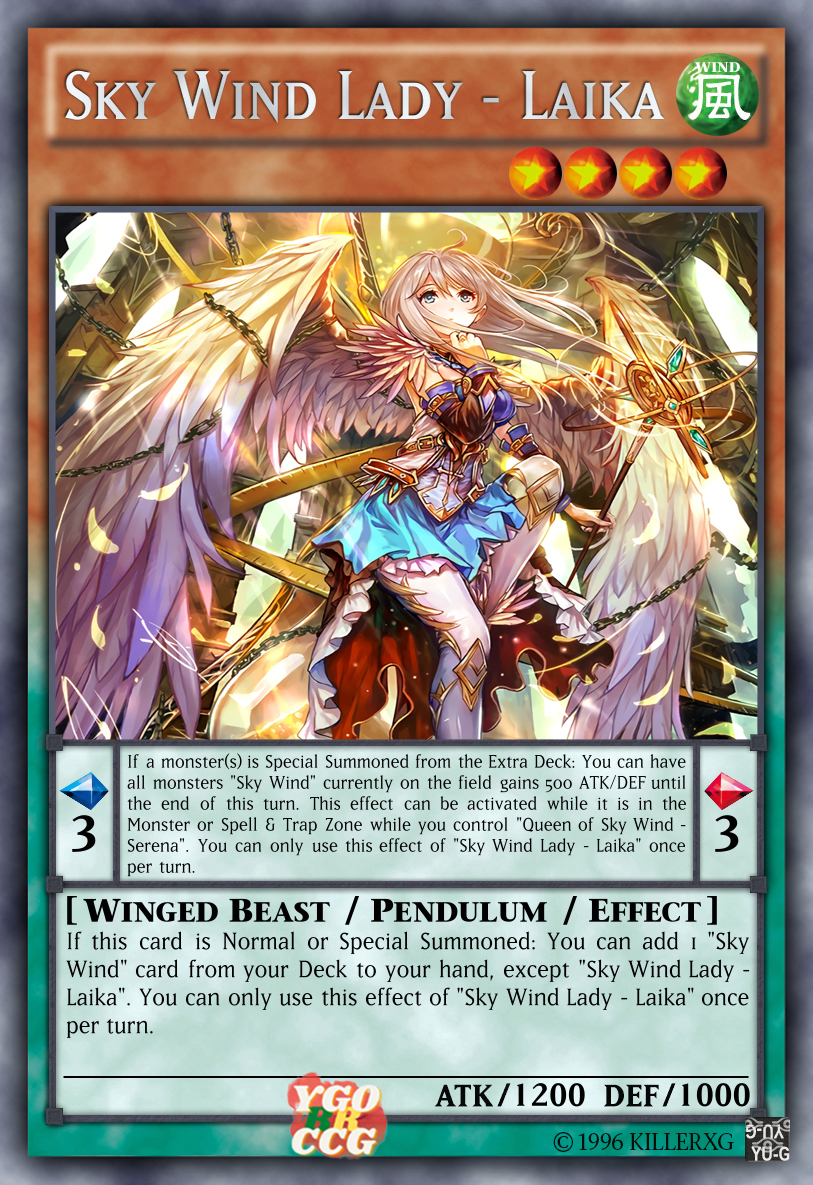 Sky Wind Lady - Laika
WIND
風
If a monster(s) is Special Summoned from the Extra Deck: You can have
all monsters "Sky Wind" currently on the field gains 500 ATK/DEF until
the end of this turn. This effect can be activated while it is in the
Monster or Spell & Trap Zone while you control "Queen of Sky Wind -
Serena". You can only use this effect of "Sky Wind Lady - Laika" once
per turn.
3
3
[ Winged Beast / Pendulum / Effect ]
If this card is Normal or Special Summoned: You can add 1 "Sky
Wind" card from your Deck to your hand, except "Sky Wind Lady -
Laika". You can only use this effect of "Sky Wind Lady - Laika" once
per turn.
ATK/1200 DEF/1000
YGO
CCG
© 1996 KILLERXG
YU-G
YU-G